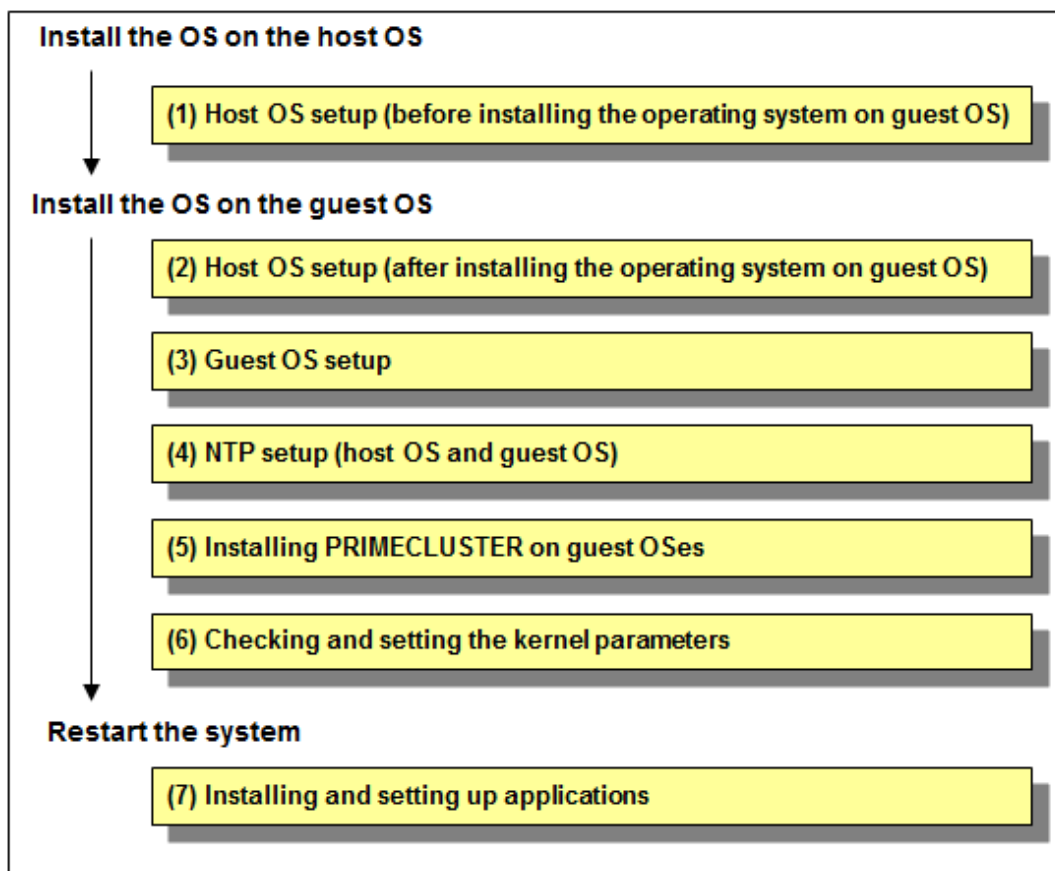 Install the OS on the host OS
(1) Host OS setup (before installing the operating system on guest OS)
Install the OS on the guest OS
(2) Host OS setup (after installing the operating system on guest OS)
(3) Guest OS setup
(4) NTP setup (host OS and guest OS)
(5) Installing PRIMECLUSTER on guest OSes
(6) Checking and setting the kernel parameters
Restart the system
(7) Installing and setting up applications